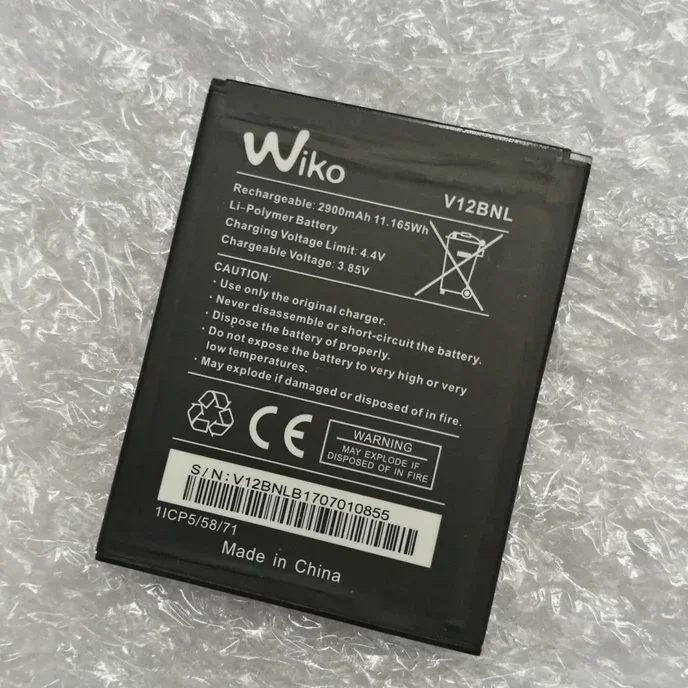 Wiko
V12BNL
Rechargeable: 2900mAh 11.165Wh
Li-Polymer Battery
Charging Voltage Limit: 4.4V
Chargeable Voltage: 3.85V
CAUTION:
• Use only the original charger.
• Never disassemble or short-circuit the battery.
• Dispose the battery of properly.
• Do not expose the battery to very high or very
low temperatures.
• May explode if damaged or disposed of in fire.
CE
WARNING
MAY EXPLODE IF
DISPOSED OF IN FIRE
S/N: V12BNLB1707010855
1ICP5/58/71
Made in China